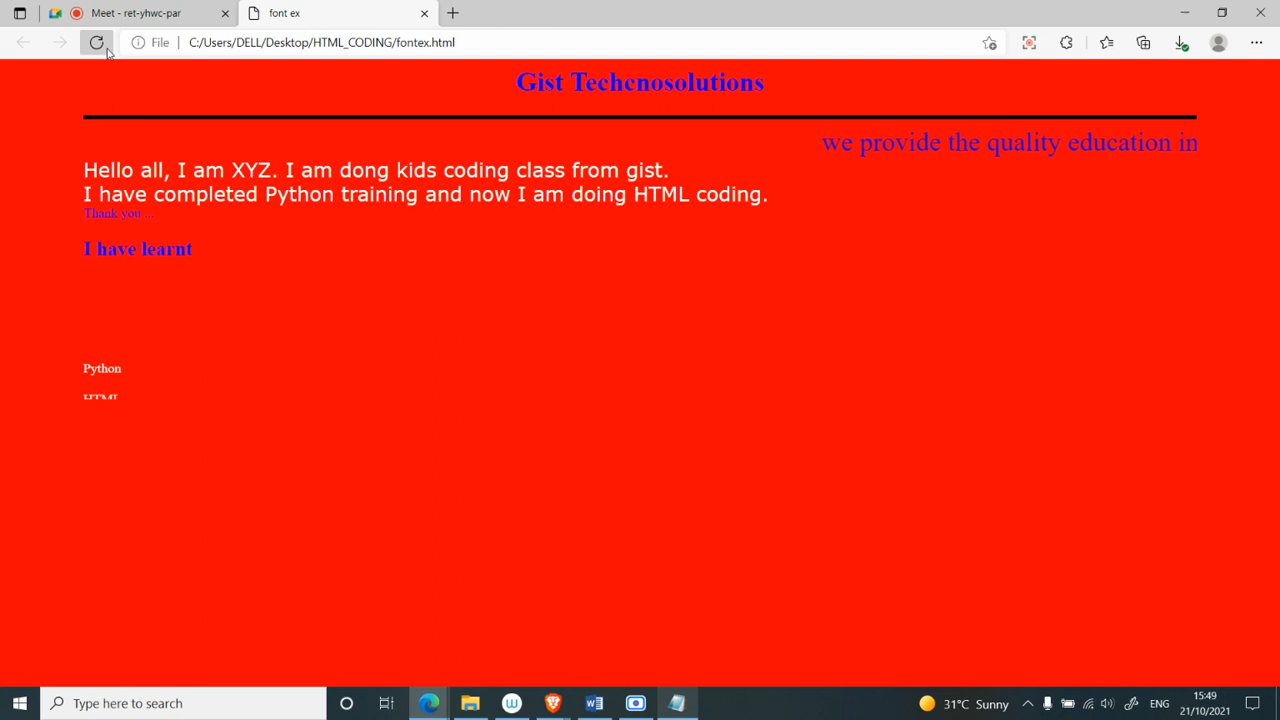 Meet - ret-yhwc-par
font ex
File
C:/Users/DELL/Desktop/HTML_CODING/fontex.html
Gist Techcnosolutions
we provide the quality education in
Hello all, I am XYZ. I am dong kids coding class from gist.
I have completed Python training and now I am doing HTML coding.
Thank you ...
I have learnt
Python
HTML
Type here to search
31°C Sunny
ENG
15:49
21/10/2021